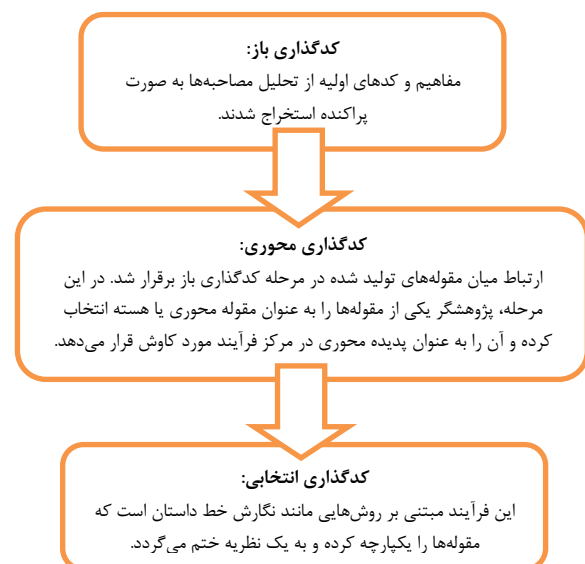 کدگذاری باز:
مفاهیم و کدهای اولیه از تحلیل مصاحبه‌ها به صورت
پراکنده استخراج شدند.
کدگذاری محوری:
ارتباط میان مقوله‌های تولید شده در مرحله کدگذاری باز برقرار شد. در این
مرحله، پژوهشگر یکی از مقوله‌ها را به عنوان مقوله محوری یا هسته انتخاب
کرده و آن را به عنوان پدیده محوری در مرکز فرآیند مورد کاوش قرار می‌دهد.
کدگذاری انتخابی:
این فرآیند مبتنی بر روش‌هایی مانند نگارش خط داستان است که
مقوله‌ها را یکپارچه کرده و به یک نظریه ختم می‌گردد.